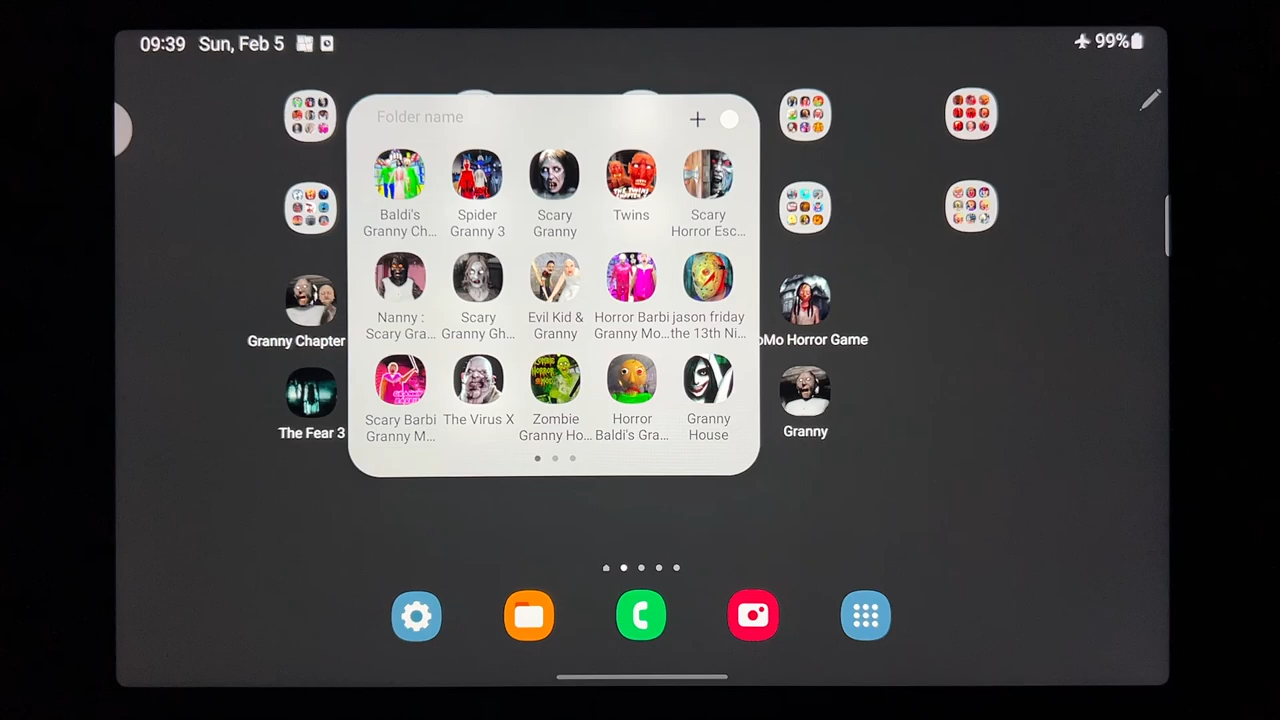 09:39 Sun, Feb 5
99%
Folder name
Baldi's
Granny Ch...
Spider
Granny 3
Scary
Granny
Twins
Scary
Horror Esc...
Nanny :
Scary Gra...
Scary
Granny Gh...
Evil Kid &
Granny
Horror Barbi
Granny Mo...
jason friday
the 13th Ni...
Scary Barbi
Granny M...
The Virus X
Zombie
Granny Ho...
Horror
Baldi's Gra...
Granny
House
Granny Chapter
oMo Horror Game
The Fear 3
Granny